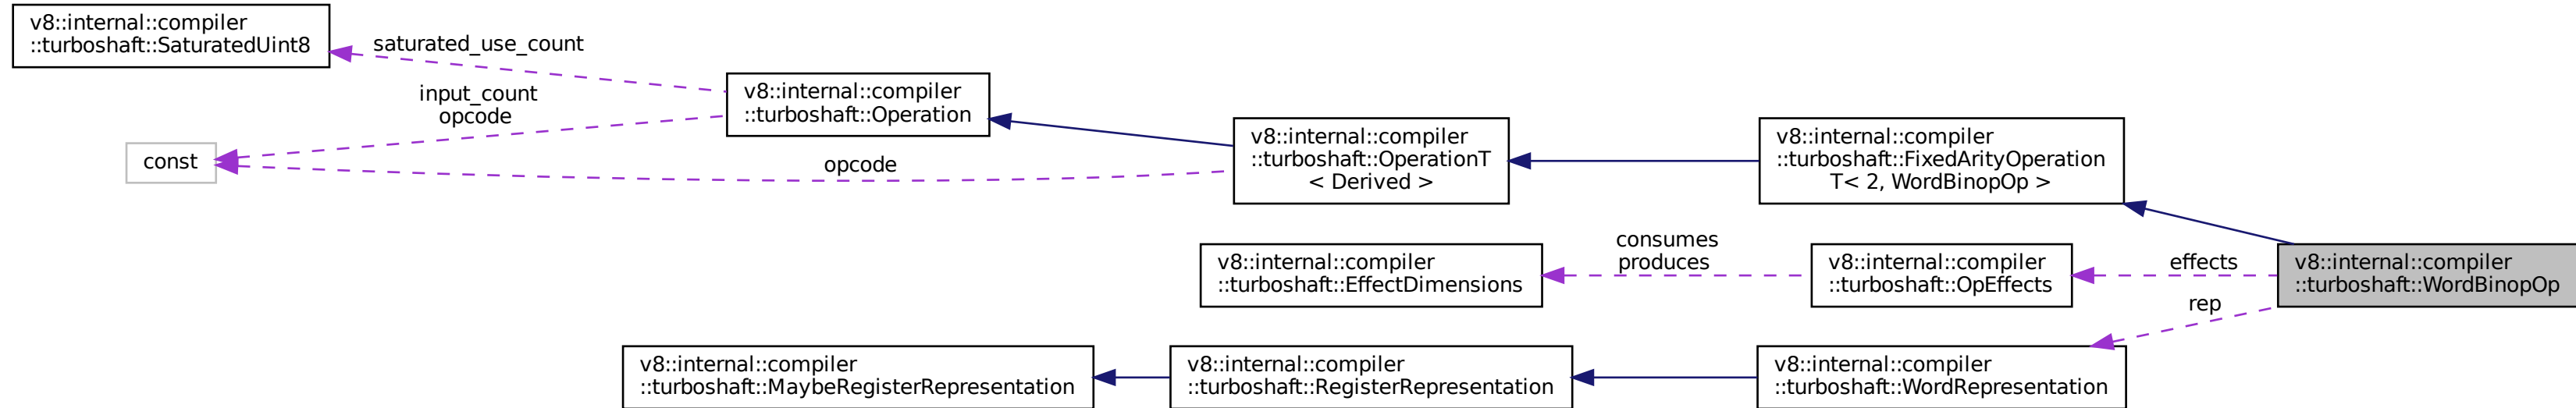 v8::internal::compiler
::turboshaft::SaturatedUint8
saturated_use_count
input_count
opcode
v8::internal::compiler
::turboshaft::Operation
const
opcode
v8::internal::compiler
::turboshaft::OperationT
< Derived >
v8::internal::compiler
::turboshaft::FixedArityOperation
T< 2, WordBinopOp >
v8::internal::compiler
::turboshaft::EffectDimensions
consumes
produces
v8::internal::compiler
::turboshaft::OpEffects
effects
v8::internal::compiler
::turboshaft::WordBinopOp
rep
v8::internal::compiler
::turboshaft::MaybeRegisterRepresentation
v8::internal::compiler
::turboshaft::RegisterRepresentation
v8::internal::compiler
::turboshaft::WordRepresentation